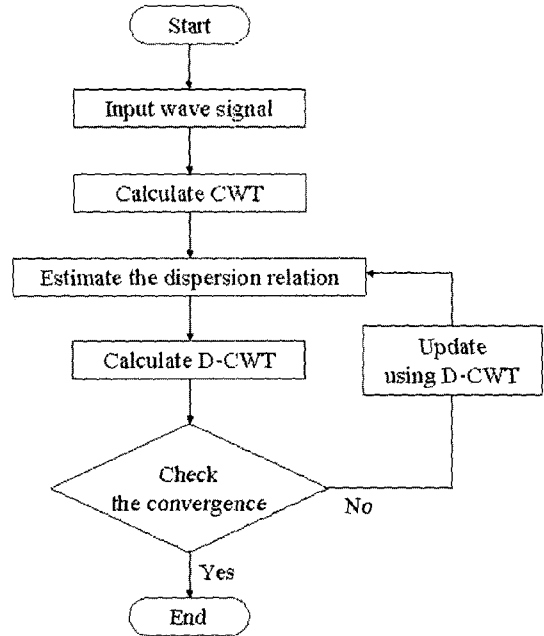 Start
Input wave signal
Calculate CWT
Estimate the dispersion relation
Calculate D-CWT
Update
using D-CWT
Check
the convergence
No
Yes
End